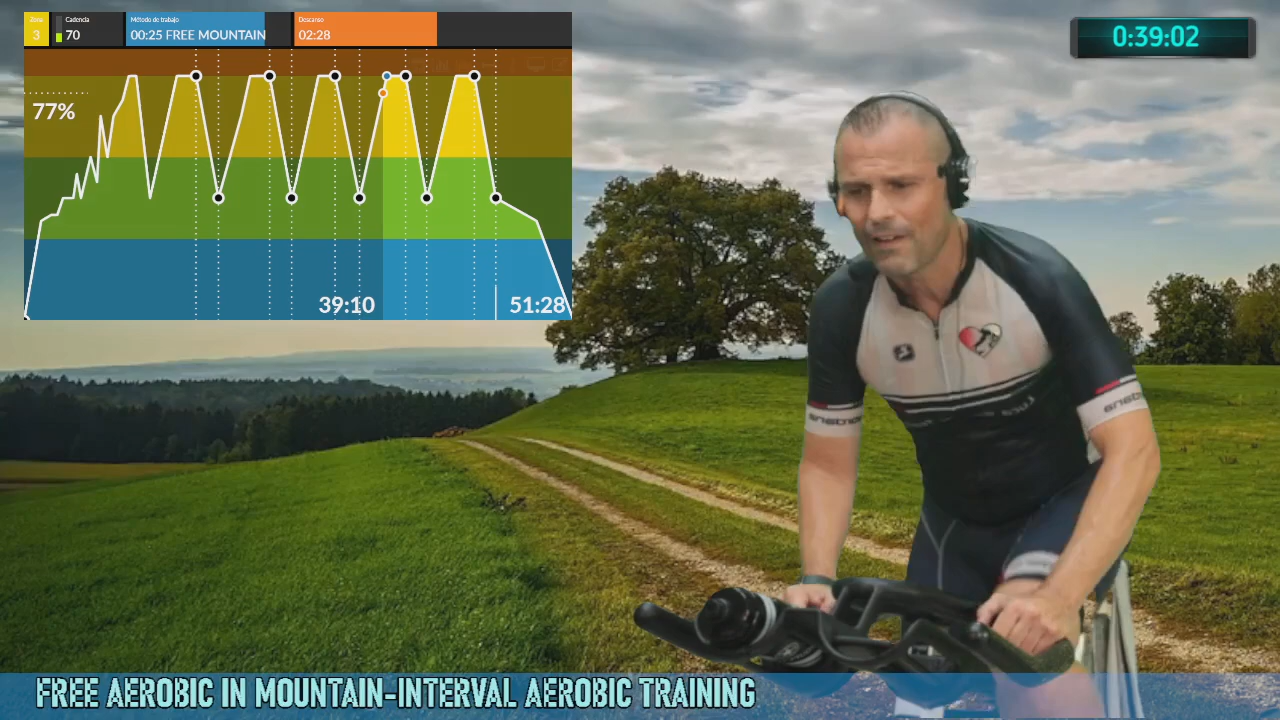 Zona
3
Cadencia
70
Método de trabajo
00:25 FREE MOUNTAIN
Descanso
02:28
0:39:02
77%
39:10
51:28
FREE AEROBIC IN MOUNTAIN-INTERVAL AEROBIC TRAINING